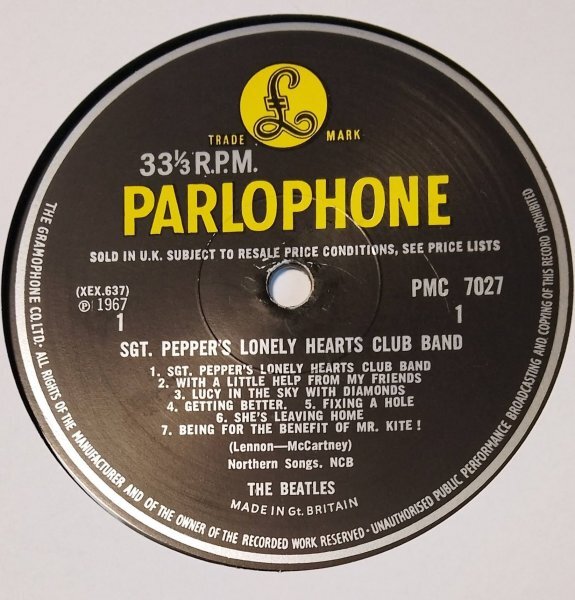 £
TRADE MARK
33⅓ R.P.M.
PARLOPHONE
SOLD IN U.K. SUBJECT TO RESALE PRICE CONDITIONS, SEE PRICE LISTS
(XEX.637) PMC 7027
℗ 1967
1 1
SGT. PEPPER'S LONELY HEARTS CLUB BAND
1. SGT. PEPPER'S LONELY HEARTS CLUB BAND
2. WITH A LITTLE HELP FROM MY FRIENDS
3. LUCY IN THE SKY WITH DIAMONDS
4. GETTING BETTER. 5. FIXING A HOLE
6. SHE'S LEAVING HOME
7. BEING FOR THE BENEFIT OF MR. KITE !
(Lennon—McCartney)
Northern Songs. NCB
THE BEATLES
MADE IN Gt. BRITAIN
THE GRAMOPHONE CO. LTD· ALL RIGHTS OF THE MANUFACTURER AND OF THE OWNER OF THE RECORDED WORK RESERVED · UNAUTHORISED PUBLIC PERFORMANCE BROADCASTING AND COPYING OF THIS RECORD PROHIBITED